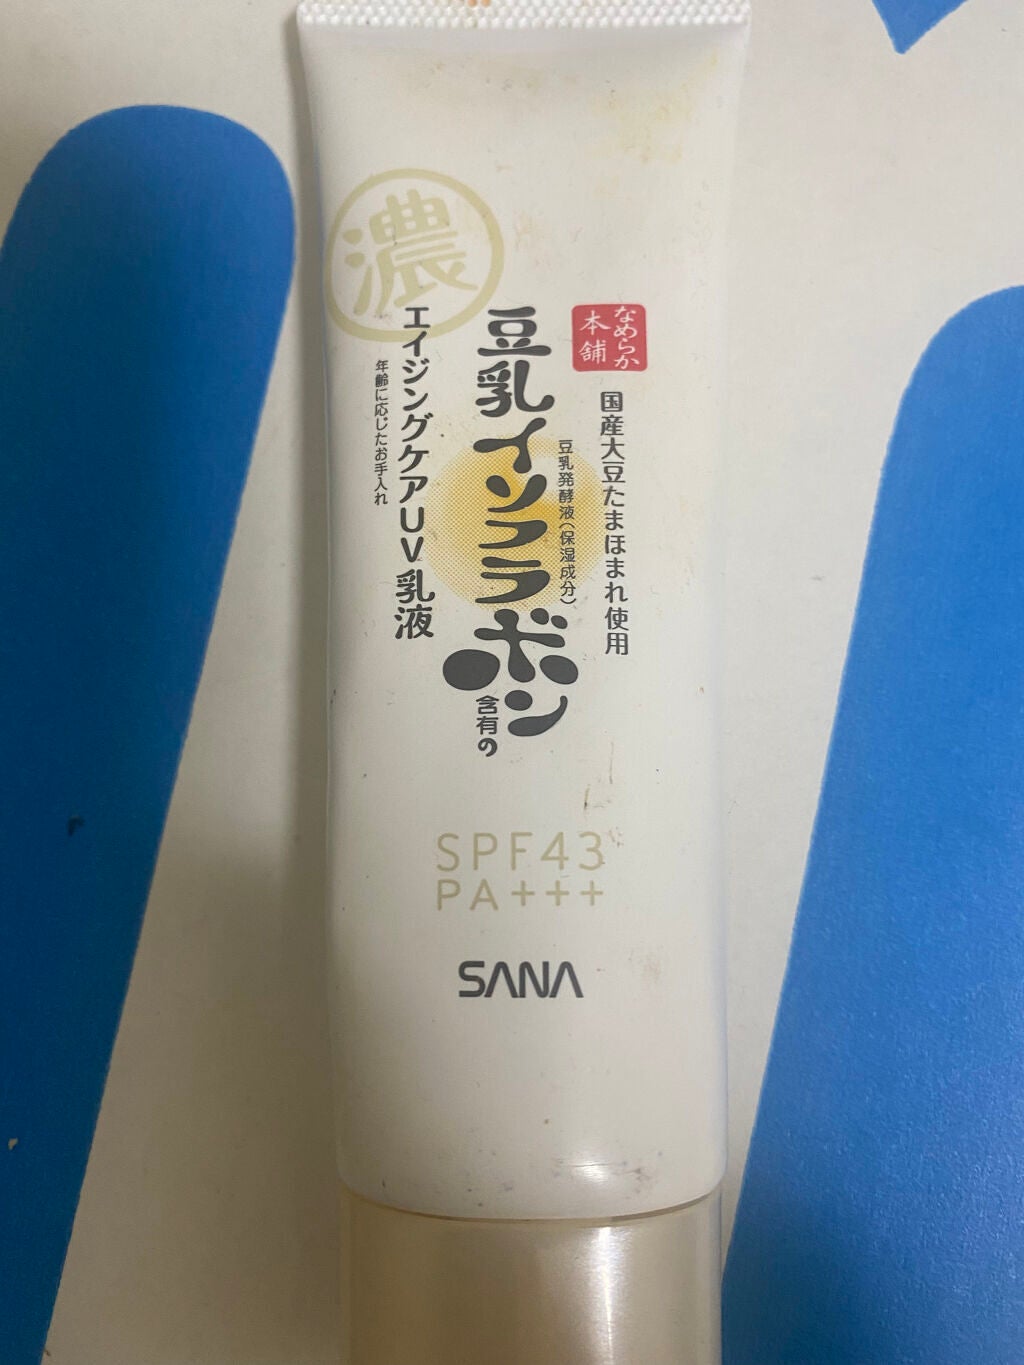 濃
なめらか
本舗
国産大豆たまほまれ使用
豆乳発酵液(保湿成分)
豆乳イソフラボン
含有の
エイジングケアUV乳液
年齢に応じたお手入れ
SPF43
PA+++
SANA